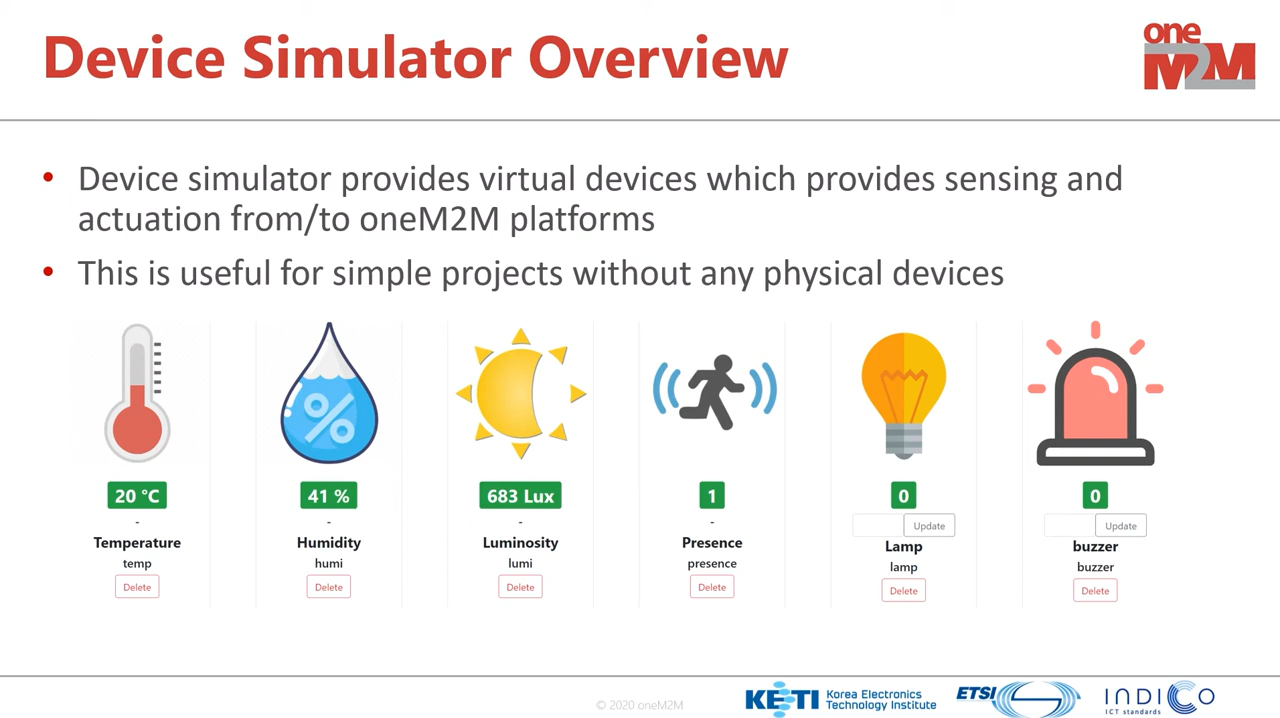 Device Simulator Overview
one
M2M
• Device simulator provides virtual devices which provides sensing and
actuation from/to oneM2M platforms
• This is useful for simple projects without any physical devices
%
20 °C 41 % 683 Lux 1 0 0
- - - - Update Update
Temperature Humidity Luminosity Presence Lamp buzzer
temp humi lumi presence lamp buzzer
Delete Delete Delete Delete Delete Delete
© 2020 oneM2M
KETI Korea Electronics
Technology Institute
ETSI
INDICO
ICT standards